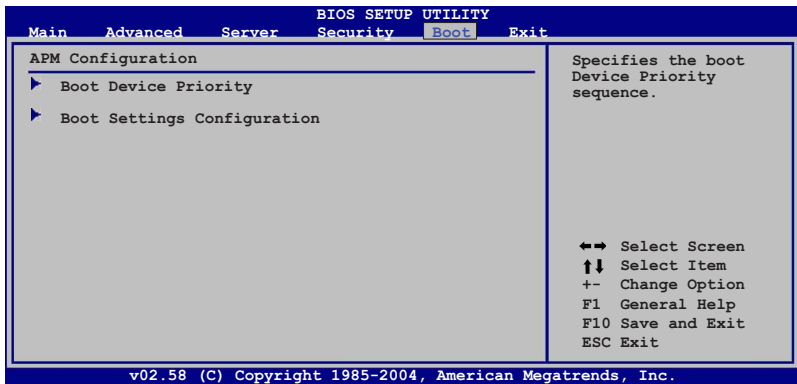 BIOS SETUP UTILITY
Main Advanced Server Security Boot Exit
APM Configuration
Boot Device Priority
Boot Settings Configuration
Specifies the boot
Device Priority
sequence.
←→ Select Screen
↑↓ Select Item
+- Change Option
F1 General Help
F10 Save and Exit
ESC Exit
v02.58 (C) Copyright 1985-2004, American Megatrends, Inc.